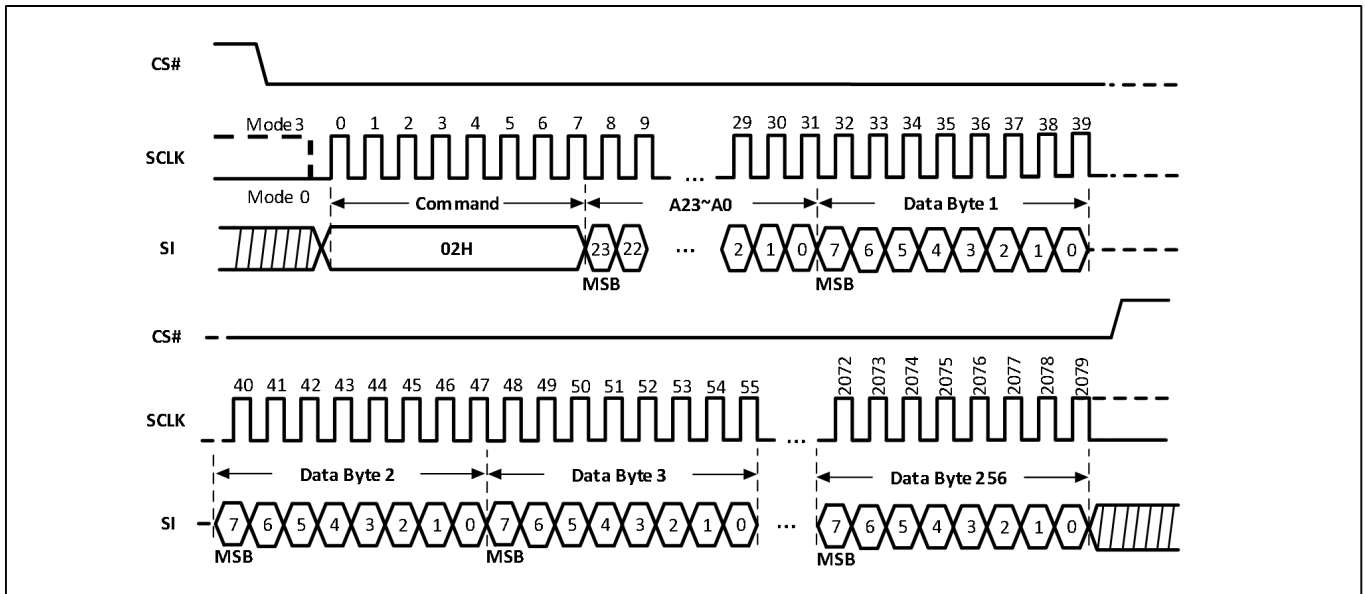 CS#
Mode 3 0 1 2 3 4 5 6 7 8 9 29 30 31 32 33 34 35 36 37 38 39
SCLK ...
Mode 0 Command A23~A0 Data Byte 1
SI 02H 23 22 ... 2 1 0 7 6 5 4 3 2 1 0
MSB MSB
CS#
40 41 42 43 44 45 46 47 48 49 50 51 52 53 54 55 2072 2073 2074 2075 2076 2077 2078 2079
SCLK ...
Data Byte 2 Data Byte 3 Data Byte 256
SI 7 6 5 4 3 2 1 0 7 6 5 4 3 2 1 0 ... 7 6 5 4 3 2 1 0
MSB MSB MSB